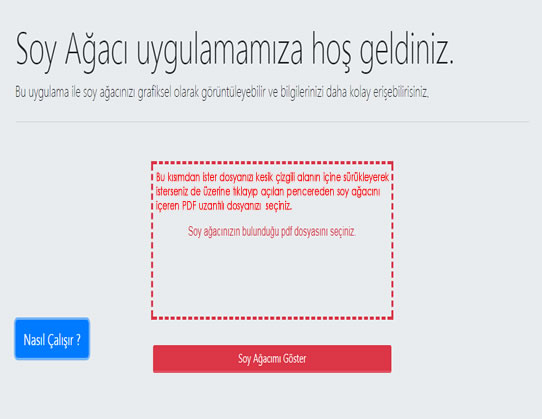 Soy Ağacı uygulamamıza hoş geldiniz.
Bu uygulama ile soy ağacınızı grafiksel olarak görüntüleyebilir ve bilgilerinizi daha kolay erişebilirisiniz.
Bu kısımdan ister dosyanızı kesik çizgili alanın içine sürükleyerek
isterseniz de üzerine tıklayıp açılan pencereden soy ağacını
içeren PDF uzantılı dosyanızı seçiniz.
Soy ağacınızın bulunduğu pdf dosyasını seçiniz.
Nasıl Çalışır ?
Soy Ağacımı Göster